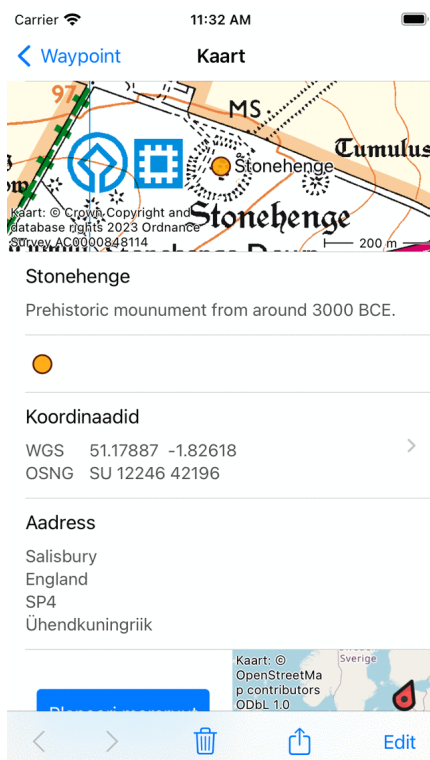 Carrier 11:32 AM
Waypoint Kaart
97
MS.
Tumulus
Stonehenge
Stonehenge
Kaart: © Crown Copyright and
database rights 2023 Ordnance
Survey AC0000848114
200 m
Stonehenge
Prehistoric mounument from around 3000 BCE.
Koordinaadid
WGS 51.17887 -1.82618
OSNG SU 12246 42196
Aadress
Salisbury
England
SP4
Ühendkuningriik
Kaart: ©
OpenStreetMa
p contributors
ODbL 1.0
Sverige
Edit